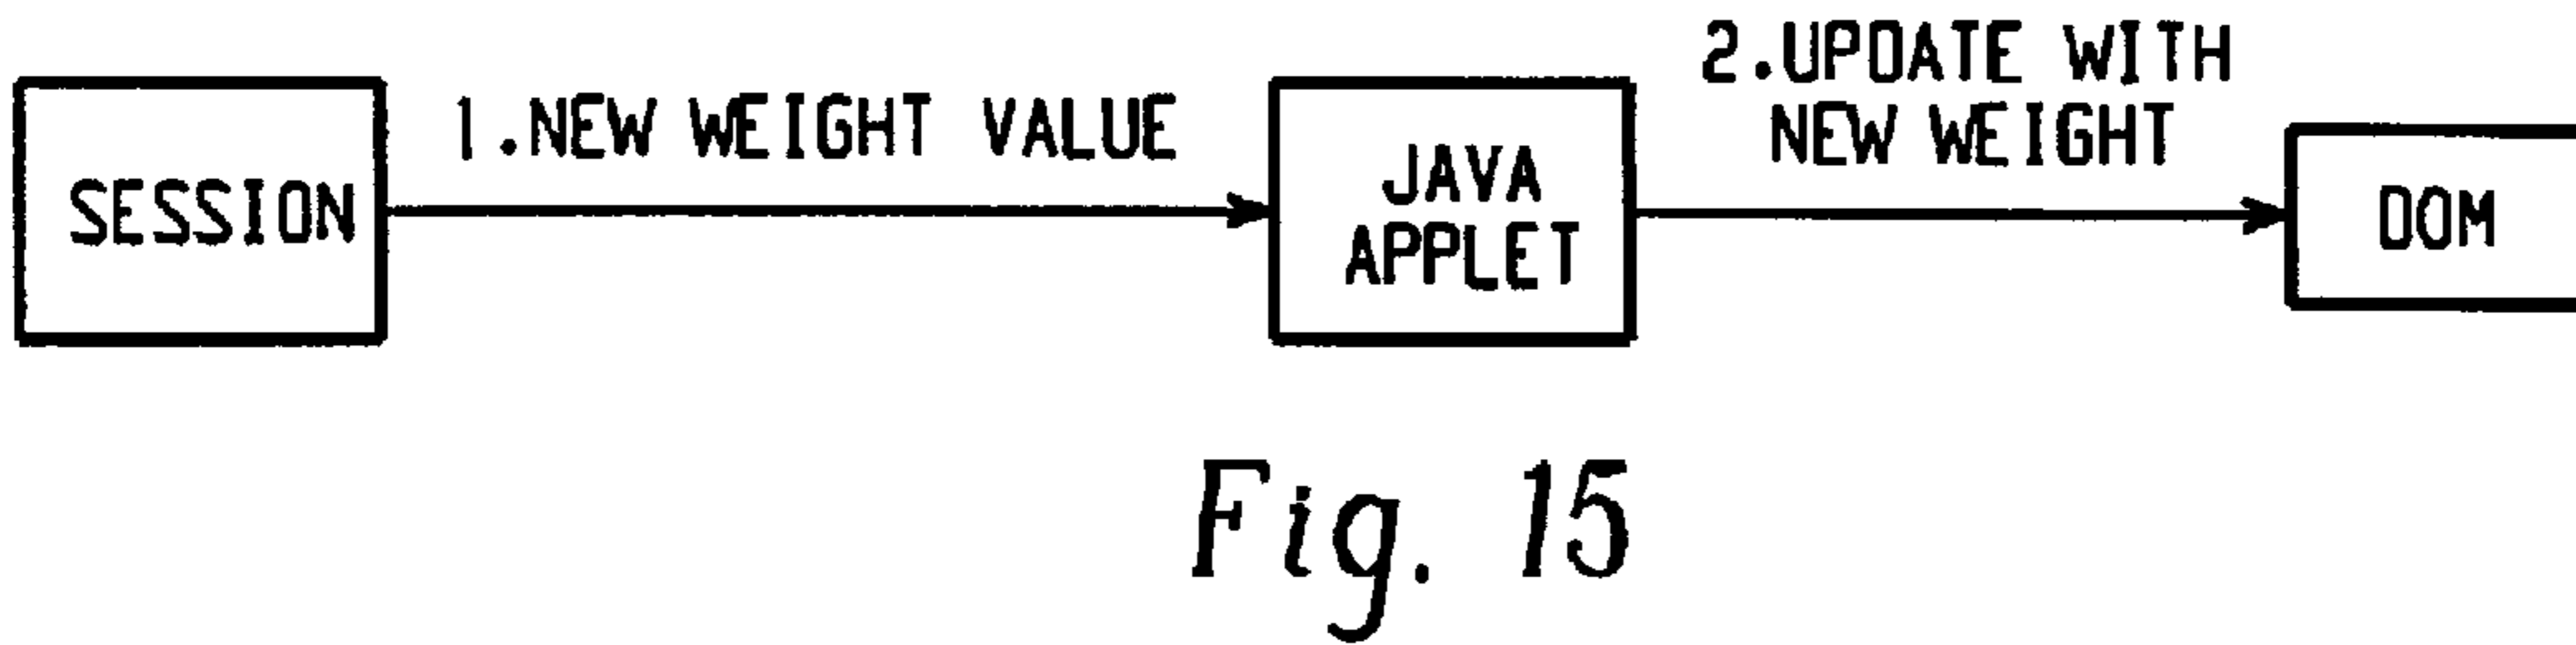 SESSION
1.NEW WEIGHT VALUE
JAVA
APPLET
2.UPDATE WITH
NEW WEIGHT
DOM
Fig. 15